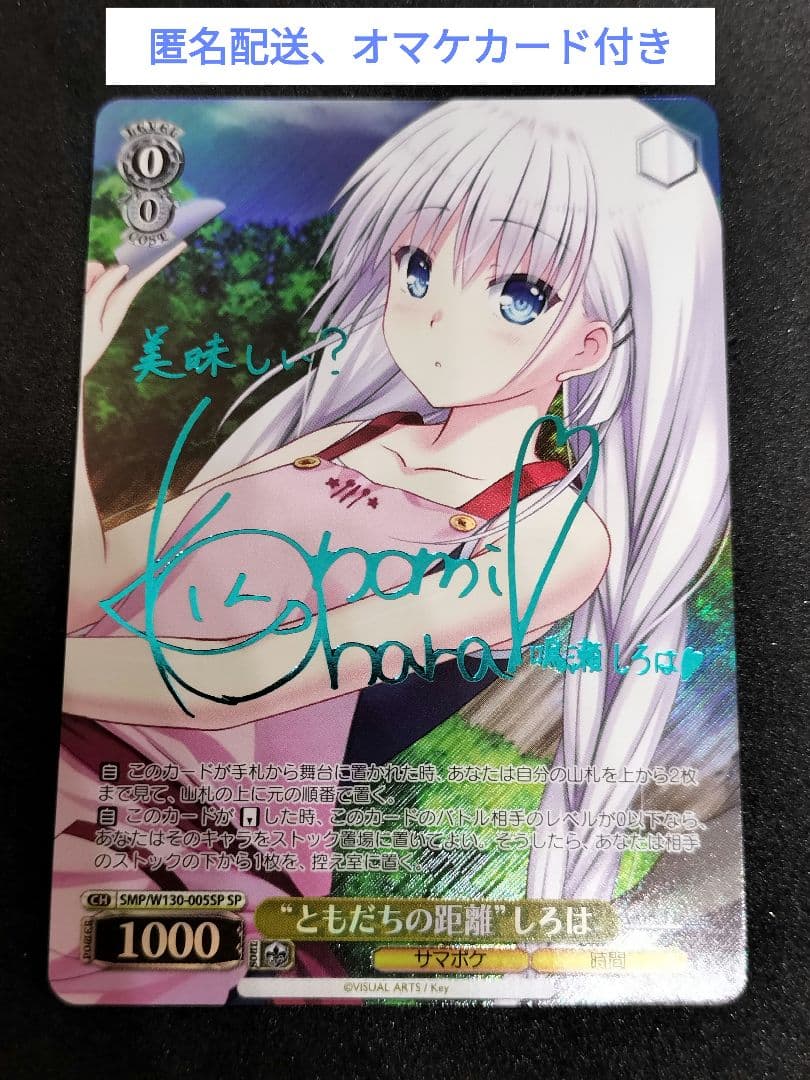 匿名配送、オマケカード付き
LEVEL
0
0
COST
美味しい?
Konomi
Kohara
鳴瀬しろは♥
自 このカードが手札から舞台に置かれた時、あなたは自分の山札を上から2枚
まで見て、山札の上に元の順番で置く。
自 このカードが した時、このカードのバトル相手のレベルが0以下なら、
あなたはそのキャラをストック置場に置いてよい。そうしたら、あなたは相手
のストックの下から1枚を、控え室に置く。
CH SMP/W130-005SP SP
“ともだちの距離”しろは
POWER 1000 SOUL
サマポケ 時間
©VISUAL ARTS / Key